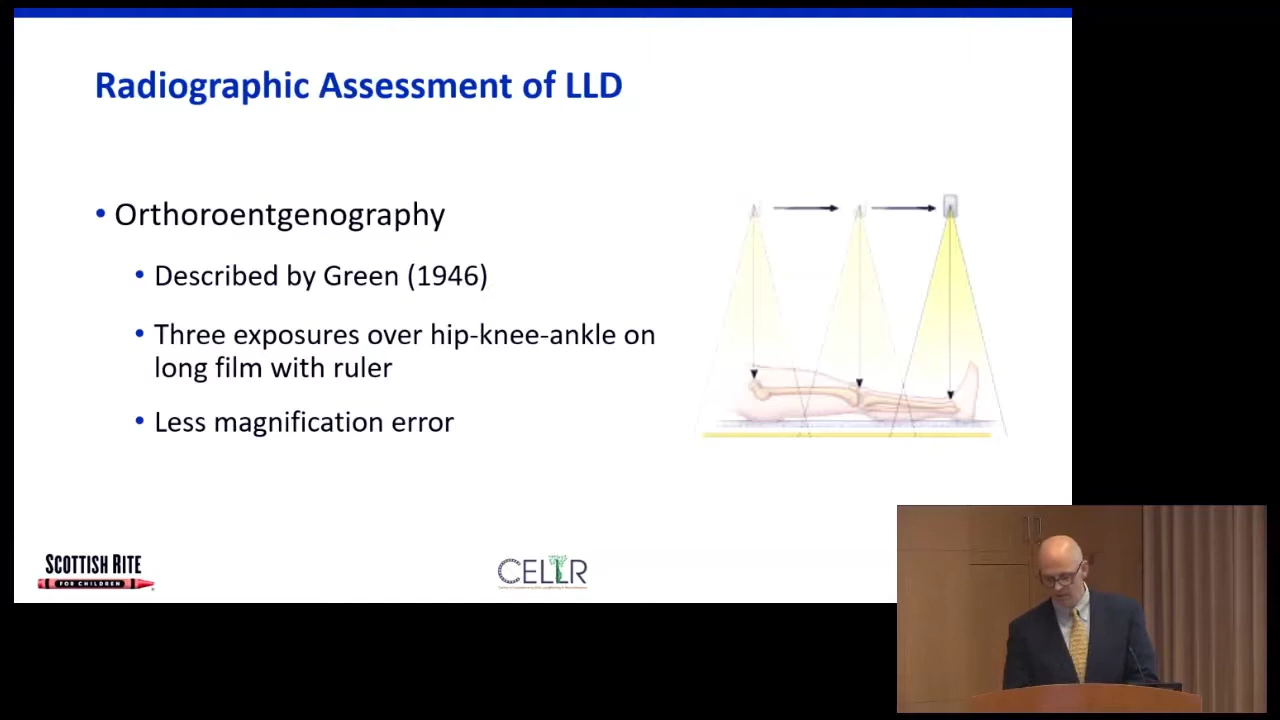 Radiographic Assessment of LLD
• Orthoroentgenography
• Described by Green (1946)
• Three exposures over hip-knee-ankle on
long film with ruler
• Less magnification error
SCOTTISH RITE
FOR CHILDREN
CELLR